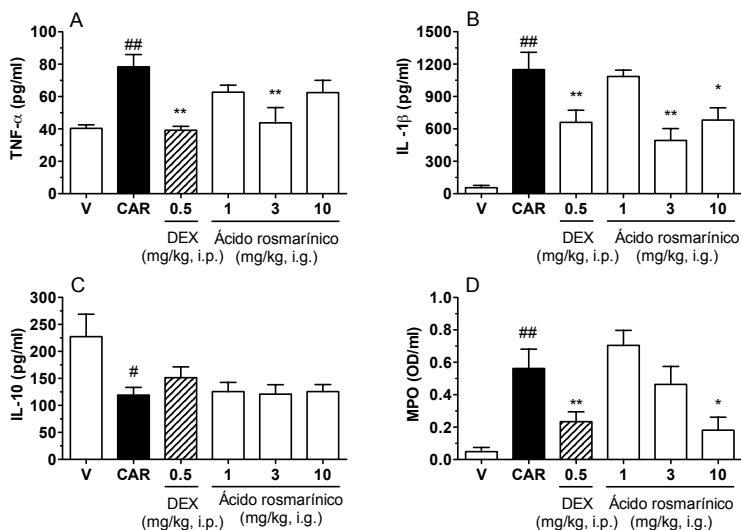 A
TNF-α (pg/ml)
100
80
60
40
20
0
##
**
**
V CAR 0.5 1 3 10
DEX Ácido rosmarínico
(mg/kg, i.p.) (mg/kg, i.g.)
B
IL -1β (pg/ml)
1500
1200
900
600
300
0
##
**
**
*
V CAR 0.5 1 3 10
DEX Ácido rosmarínico
(mg/kg, i.p.) (mg/kg, i.g.)
C
IL-10 (pg/ml)
300
250
200
150
100
50
0
#
V CAR 0.5 1 3 10
DEX Ácido rosmarínico
(mg/kg, i.p.) (mg/kg, i.g.)
D
MPO (OD/ml)
1.0
0.8
0.6
0.4
0.2
0.0
##
**
*
V CAR 0.5 1 3 10
DEX Ácido rosmarínico
(mg/kg, i.p.) (mg/kg, i.g.)